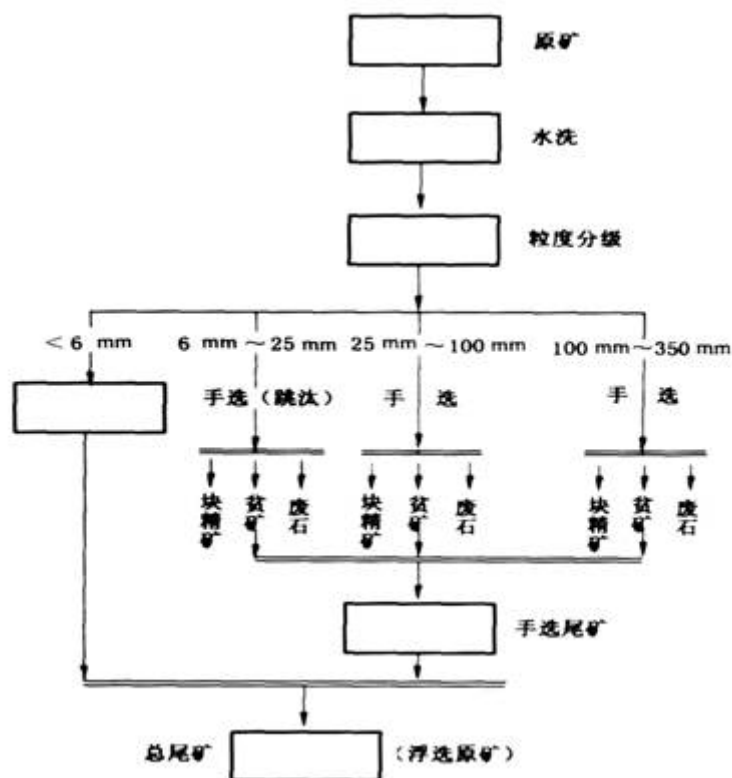 原矿
水洗
粒度分级
<6 mm
6 mm～25 mm
25 mm～100 mm
100 mm～350 mm
手选（跳汰）
手 选
手 选
块精矿
贫矿
废石
块精矿
贫矿
废石
块精矿
贫矿
废石
手选尾矿
总尾矿
（浮选原矿）